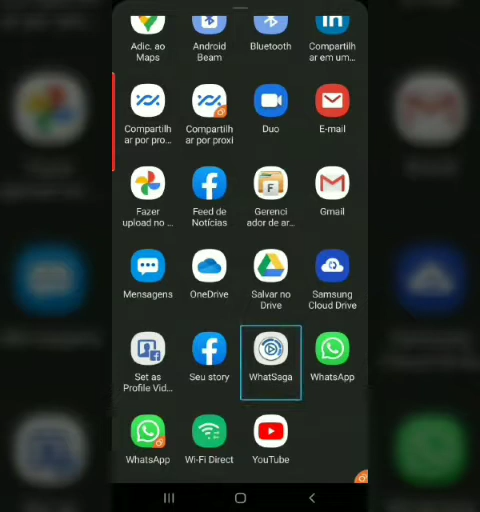 Adic. ao
Maps
Android
Beam
Bluetooth
Compartilh
ar em um...
Compartilh
ar por pro...
Compartilh
ar por proxi
Duo
E-mail
Fazer
upload no ...
Feed de
Notícias
Gerenci
ador de ar...
Gmail
Mensagens
OneDrive
Salvar no
Drive
Samsung
Cloud Drive
Set as
Profile Vid...
Seu story
WhatSaga
WhatsApp
WhatsApp
Wi-Fi Direct
YouTube